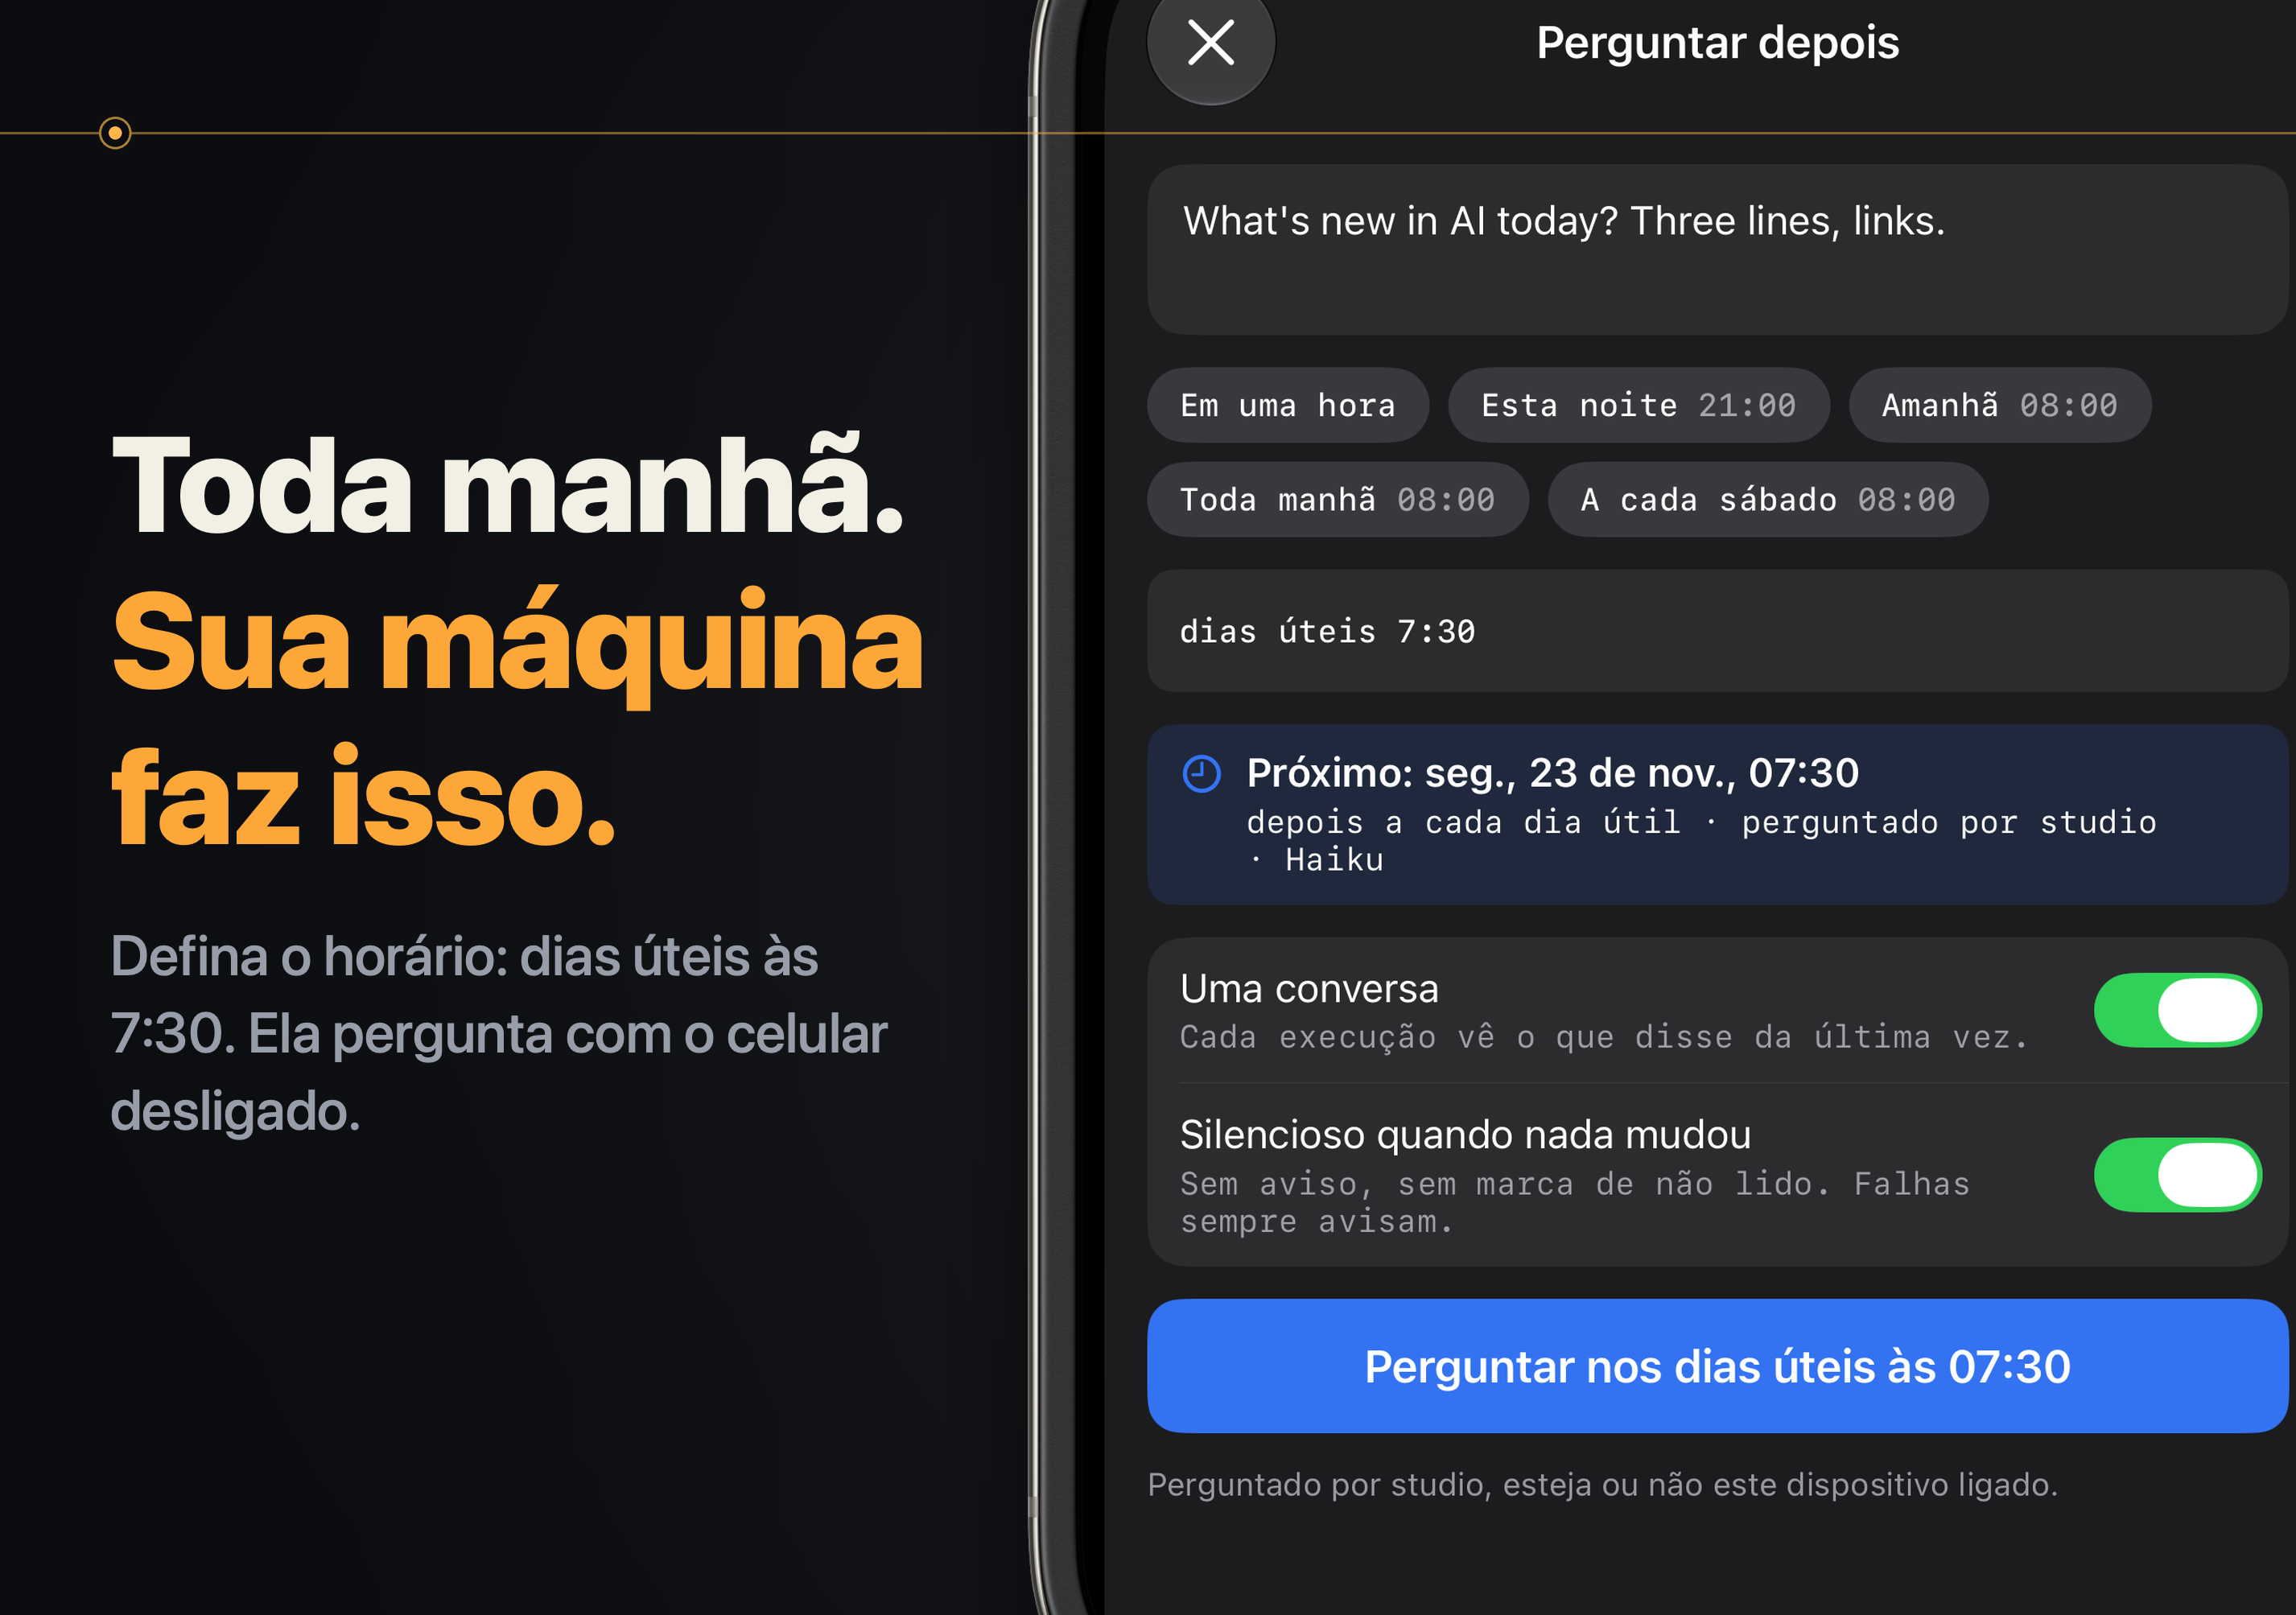 Toda manhã.
Sua máquina
faz isso.
Defina o horário: dias úteis às
7:30. Ela pergunta com o celular
desligado.
Perguntar depois
What's new in AI today? Three lines, links.
Em uma hora
Esta noite 21:00
Amanhã 08:00
Toda manhã 08:00
A cada sábado 08:00
dias úteis 7:30
Próximo: seg., 23 de nov., 07:30
depois a cada dia útil · perguntado por studio
· Haiku
Uma conversa
Cada execução vê o que disse da última vez.
Silencioso quando nada mudou
Sem aviso, sem marca de não lido. Falhas
sempre avisam.
Perguntar nos dias úteis às 07:30
Perguntado por studio, esteja ou não este dispositivo ligado.